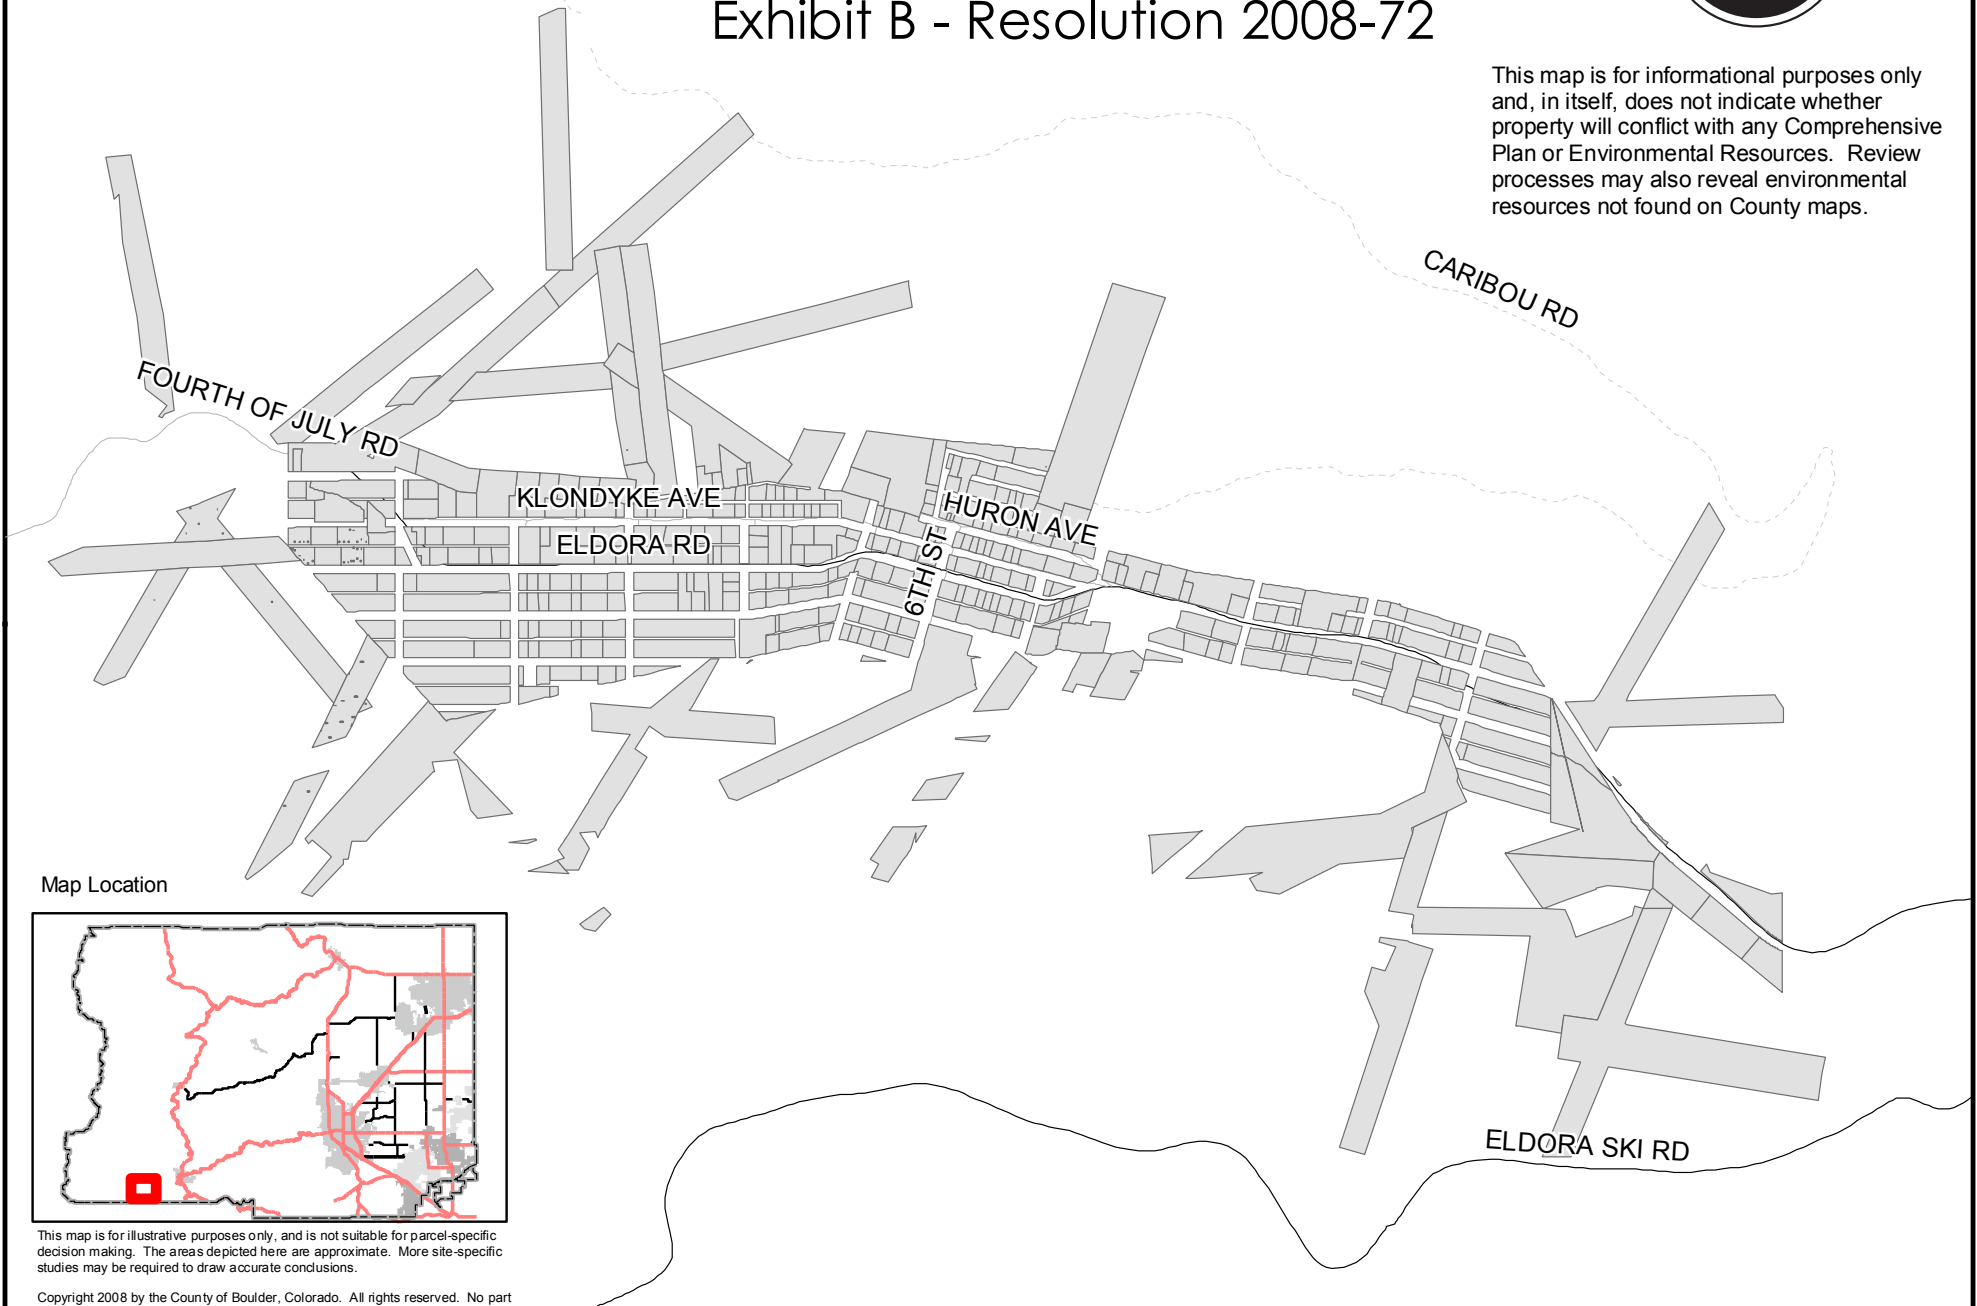 Exhibit B - Resolution 2008-72
This map is for informational purposes only
and, in itself, does not indicate whether
property will conflict with any Comprehensive
Plan or Environmental Resources.  Review
processes may also reveal environmental
resources not found on County maps.
CARIBOU RD
FOURTH OF JULY RD
KLONDYKE AVE
HURON AVE
ELDORA RD
6TH ST
ELDORA SKI RD
Map Location
This map is for illustrative purposes only, and is not suitable for parcel-specific
decision making.  The areas depicted here are approximate.  More site-specific
studies may be required to draw accurate conclusions.
Copyright 2008 by the County of Boulder, Colorado.  All rights reserved.  No part